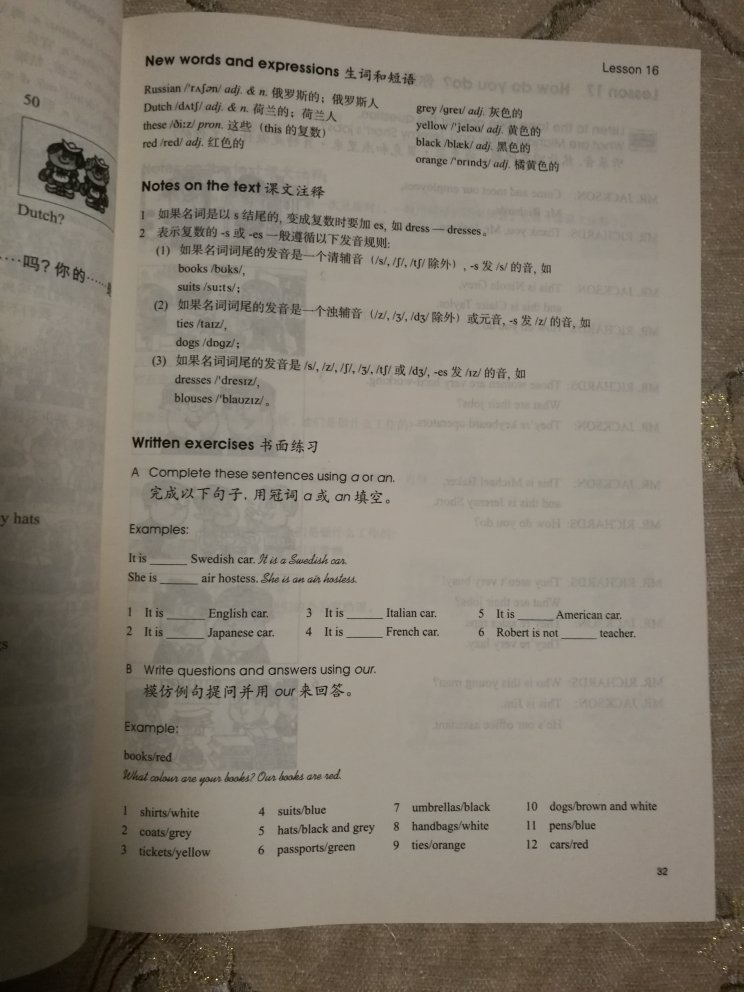 50
Dutch?
……吗？你的……
y hats
Lesson 16
New words and expressions 生词和短语
Russian /'rʌʃən/ adj. & n. 俄罗斯的；俄罗斯人
Dutch /dʌtʃ/ adj. & n. 荷兰的；荷兰人
these /ði:z/ pron. 这些（this 的复数）
red /red/ adj. 红色的
grey /greɪ/ adj. 灰色的
yellow /'jeləʊ/ adj. 黄色的
black /blæk/ adj. 黑色的
orange /'ɒrɪndʒ/ adj. 橘黄色的
Notes on the text 课文注释
1 如果名词是以 s 结尾的, 变成复数时要加 es, 如 dress — dresses。
2 表示复数的 -s 或 -es 一般遵循以下发音规则:
(1) 如果名词词尾的发音是一个清辅音（/s/, /ʃ/, /tʃ/ 除外）, -s 发 /s/ 的音, 如
books /bʊks/,
suits /su:ts/；
(2) 如果名词词尾的发音是一个浊辅音（/z/, /ʒ/, /dʒ/ 除外）或元音, -s 发 /z/ 的音, 如
ties /taɪz/,
dogs /dɒgz/；
(3) 如果名词词尾的发音是 /s/, /z/, /ʃ/, /ʒ/, /tʃ/ 或 /dʒ/, -es 发 /ɪz/ 的音, 如
dresses /'dresɪz/,
blouses /'blaʊzɪz/。
Written exercises 书面练习
A Complete these sentences using a or an.
完成以下句子, 用冠词 a 或 an 填空。
Examples:
It is ______ Swedish car. It is a Swedish car.
She is ______ air hostess. She is an air hostess.
1 It is ______ English car. 3 It is ______ Italian car. 5 It is ______ American car.
2 It is ______ Japanese car. 4 It is ______ French car. 6 Robert is not ______ teacher.
B Write questions and answers using our.
模仿例句提问并用 our 来回答。
Example:
books/red
What colour are your books? Our books are red.
1 shirts/white 4 suits/blue 7 umbrellas/black 10 dogs/brown and white
2 coats/grey 5 hats/black and grey 8 handbags/white 11 pens/blue
3 tickets/yellow 6 passports/green 9 ties/orange 12 cars/red
32